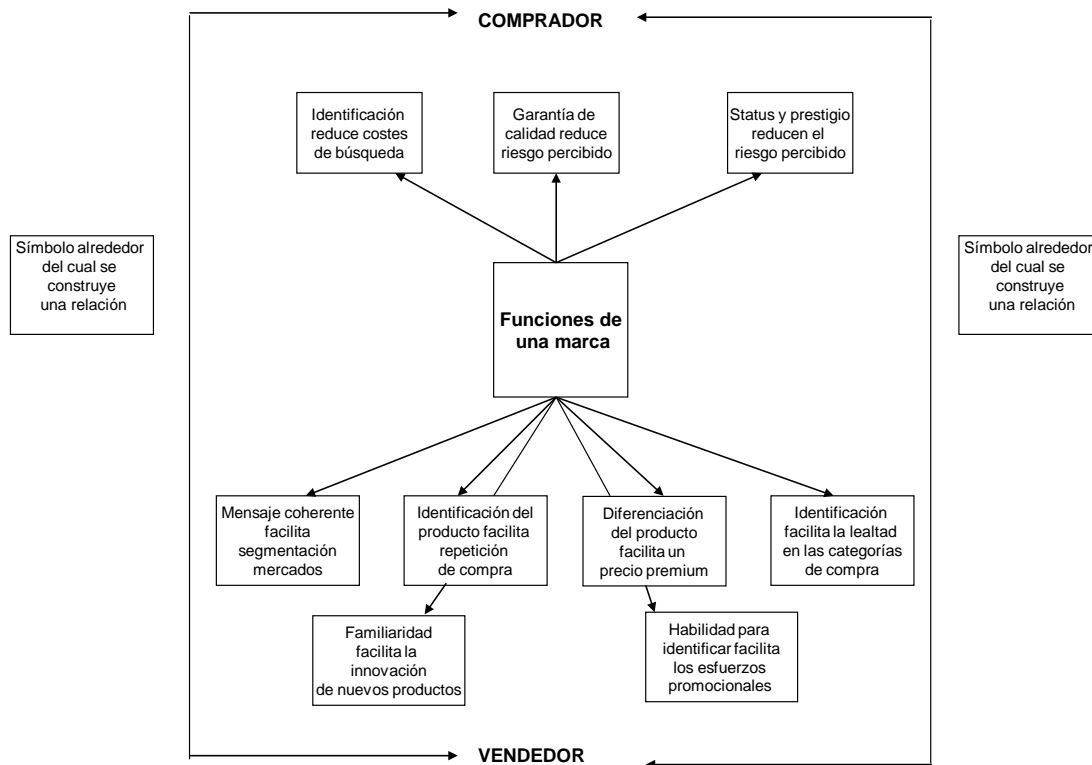 COMPRADOR
Identificación
reduce costes
de búsqueda
Garantía de
calidad reduce
riesgo percibido
Status y prestigio
reducen el
riesgo percibido
Símbolo alrededor
del cual se
construye
una relación
Funciones de
una marca
Símbolo alrededor
del cual se
construye
una relación
Mensaje coherente
facilita
segmentación
mercados
Identificación del
producto facilita
repetición
de compra
Diferenciación
del producto
facilita un
precio premium
Identificación
facilita la lealtad
en las categorías
de compra
Familiaridad
facilita la
innovación
de nuevos productos
Habilidad para
identificar facilita
los esfuerzos
promocionales
VENDEDOR